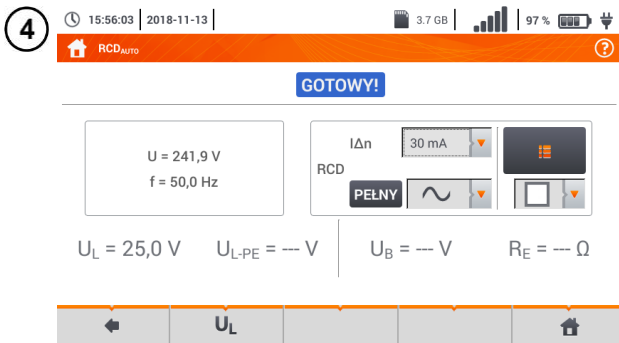 4
15:56:03 2018-11-13 3.7 GB 97 %
RCDAUTO ?
GOTOWY!
U = 241,9 V
f = 50,0 Hz
IΔn 30 mA
RCD
PEŁNY
UL = 25,0 V UL-PE = --- V UB = --- V RE = --- Ω
UL